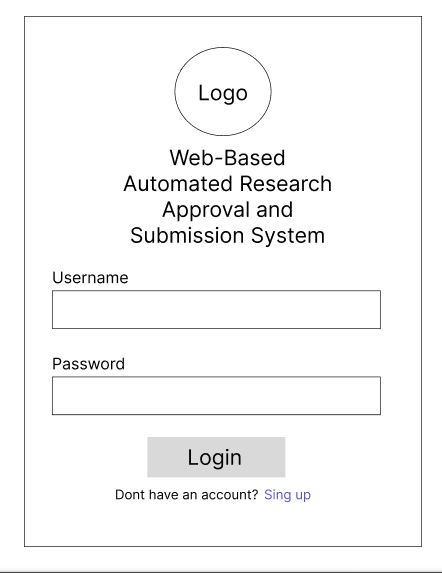 Logo
Web-Based
Automated Research
Approval and
Submission System
Username
Password
Login
Dont have an account? Sing up